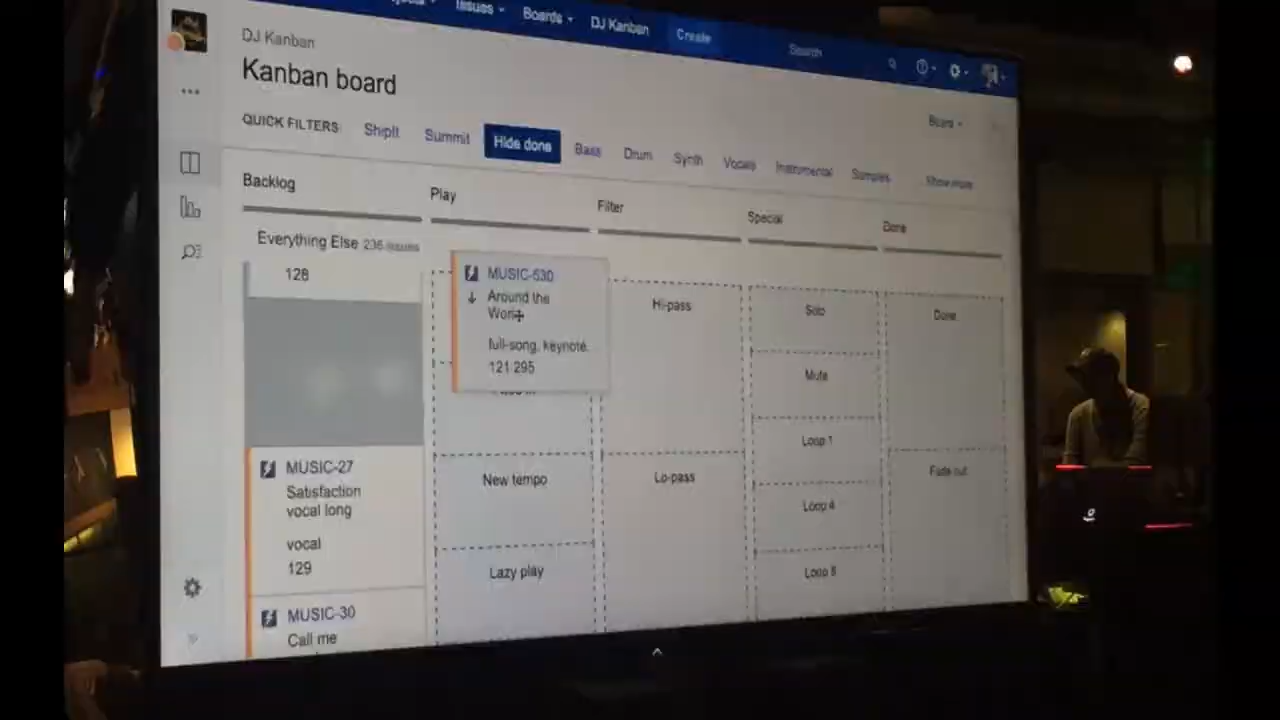 Issues
Boards
DJ Kanban
Create
Search
DJ Kanban
Kanban board
Board
QUICK FILTERS:
ShipIt
Summit
Hide done
Bass
Drum
Synth
Vocals
Instrumental
Samples
Show more
Backlog
Play
Filter
Special
Done
Everything Else 236 issues
128
MUSIC-530
Around the
World
full-song, keynote,
121.295
Hi-pass
Solo
Done
Mute
Loop 1
MUSIC-27
Satisfaction
vocal long
vocal
129
New tempo
Lo-pass
Fade out
Loop 4
Lazy play
Loop 8
MUSIC-30
Call me